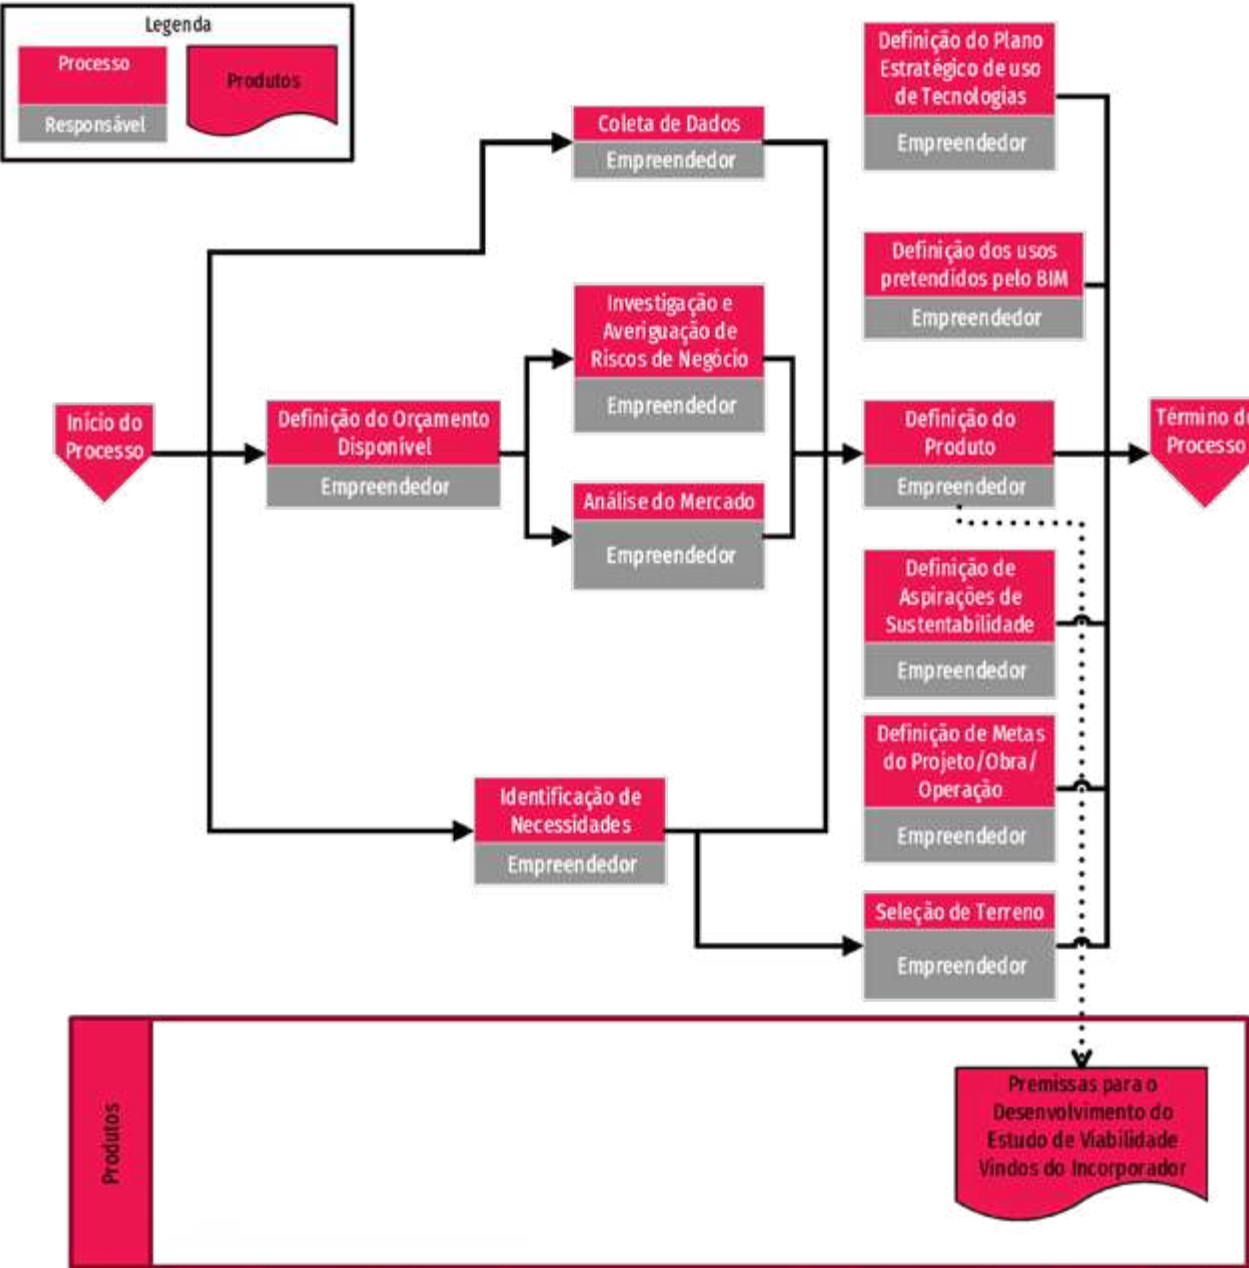 Legenda
Processo
Responsável
Produtos
Definição do Plano
Estratégico de uso
de Tecnologias
Empreendedor
Coleta de Dados
Empreendedor
Definição dos usos
pretendidos pelo BIM
Empreendedor
Investigação e
Averiguação de
Riscos de Negócio
Empreendedor
Início do
Processo
Definição do Orçamento
Disponível
Empreendedor
Definição do
Produto
Empreendedor
Término d
Processo
Análise do Mercado
Empreendedor
Definição de
Aspirações de
Sustentabilidade
Empreendedor
Definição de Metas
do Projeto/Obra/
Operação
Empreendedor
Identificação de
Necessidades
Empreendedor
Seleção de Terreno
Empreendedor
Produtos
Premissas para o
Desenvolvimento do
Estudo de Viabilidade
Vindos do Incorporador